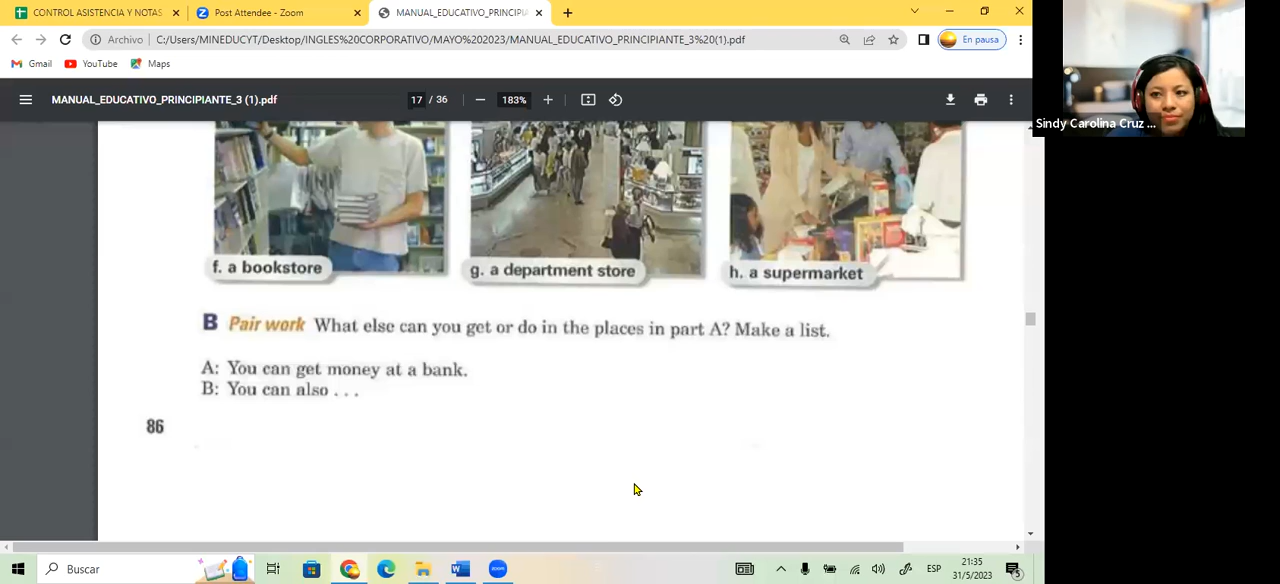 CONTROL ASISTENCIA Y NOTAS
Post Attendee - Zoom
MANUAL_EDUCATIVO_PRINCIPI
Archivo
C:/Users/MINEDUCYT/Desktop/INGLES%20CORPORATIVO/MAYO%202023/MANUAL_EDUCATIVO_PRINCIPIANTE_3%20(1).pdf
En pausa
Gmail
YouTube
Maps
MANUAL_EDUCATIVO_PRINCIPIANTE_3 (1).pdf
17 / 36
183%
Sindy Carolina Cruz ...
f. a bookstore
g. a department store
h. a supermarket
B Pair work What else can you get or do in the places in part A? Make a list.
A: You can get money at a bank.
B: You can also . . .
86
Buscar
zoom
ESP
21:35
31/5/2023
5